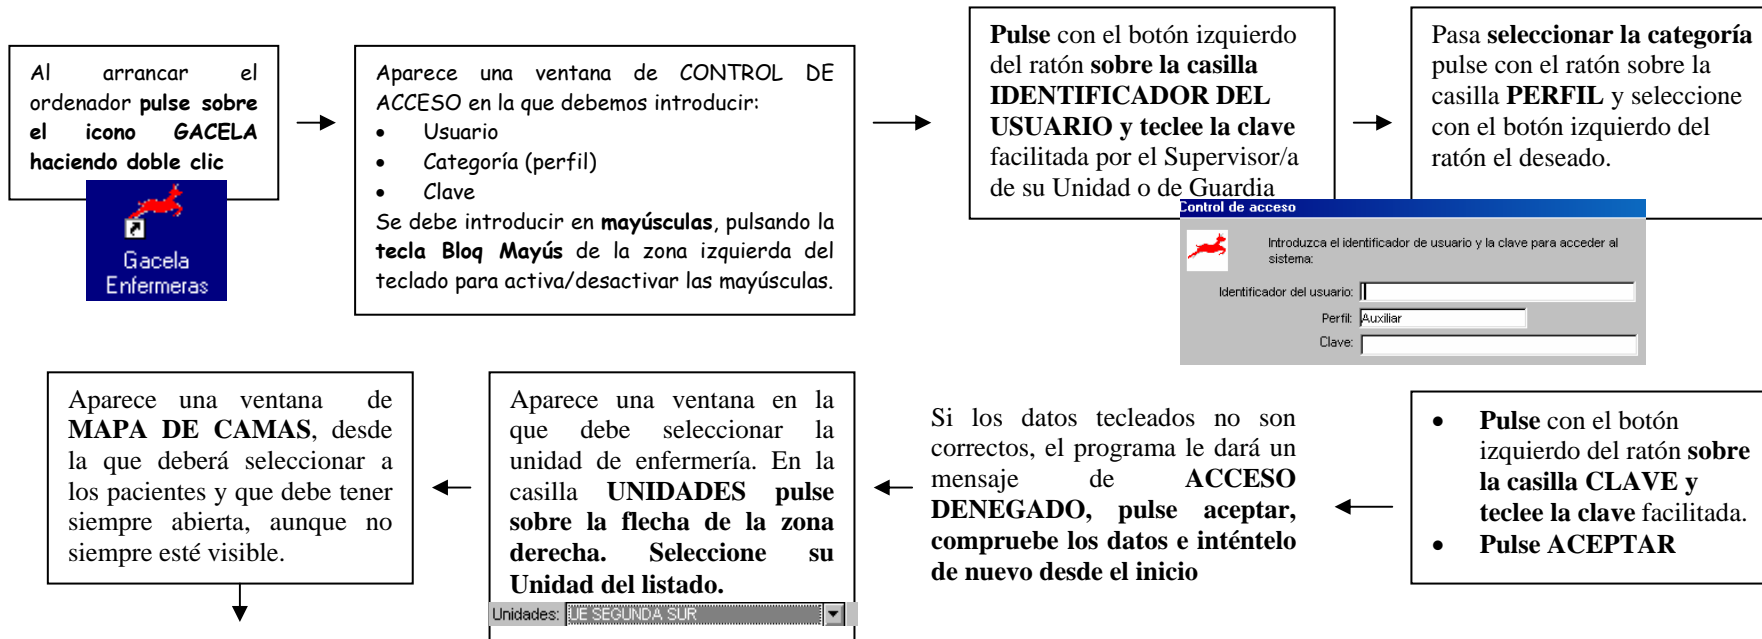 Al arrancar el
ordenador pulse sobre
el icono GACELA
haciendo doble clic
Gacela
Enfermeras
Aparece una ventana de CONTROL DE
ACCESO en la que debemos introducir:
• Usuario
• Categoría (perfil)
• Clave
Se debe introducir en mayúsculas, pulsando la
tecla Bloq Mayús de la zona izquierda del
teclado para activa/desactivar las mayúsculas.
Pulse con el botón izquierdo
del ratón sobre la casilla
IDENTIFICADOR DEL
USUARIO y teclee la clave
facilitada por el Supervisor/a
de su Unidad o de Guardia
Pasa seleccionar la categoría
pulse con el ratón sobre la
casilla PERFIL y seleccione
con el botón izquierdo del
ratón el deseado.
Control de acceso
Introduzca el identificador de usuario y la clave para acceder al
sistema:
Identificador del usuario:
Perfil: Auxiliar
Clave:
• Pulse con el botón
izquierdo del ratón sobre
la casilla CLAVE y
teclee la clave facilitada.
• Pulse ACEPTAR
Si los datos tecleados no son
correctos, el programa le dará un
mensaje de ACCESO
DENEGADO, pulse aceptar,
compruebe los datos e inténtelo
de nuevo desde el inicio
Aparece una ventana en la
que debe seleccionar la
unidad de enfermería. En la
casilla UNIDADES pulse
sobre la flecha de la zona
derecha. Seleccione su
Unidad del listado.
Unidades: UE SEGUNDA SUR
Aparece una ventana de
MAPA DE CAMAS, desde
la que deberá seleccionar a
los pacientes y que debe tener
siempre abierta, aunque no
siempre esté visible.